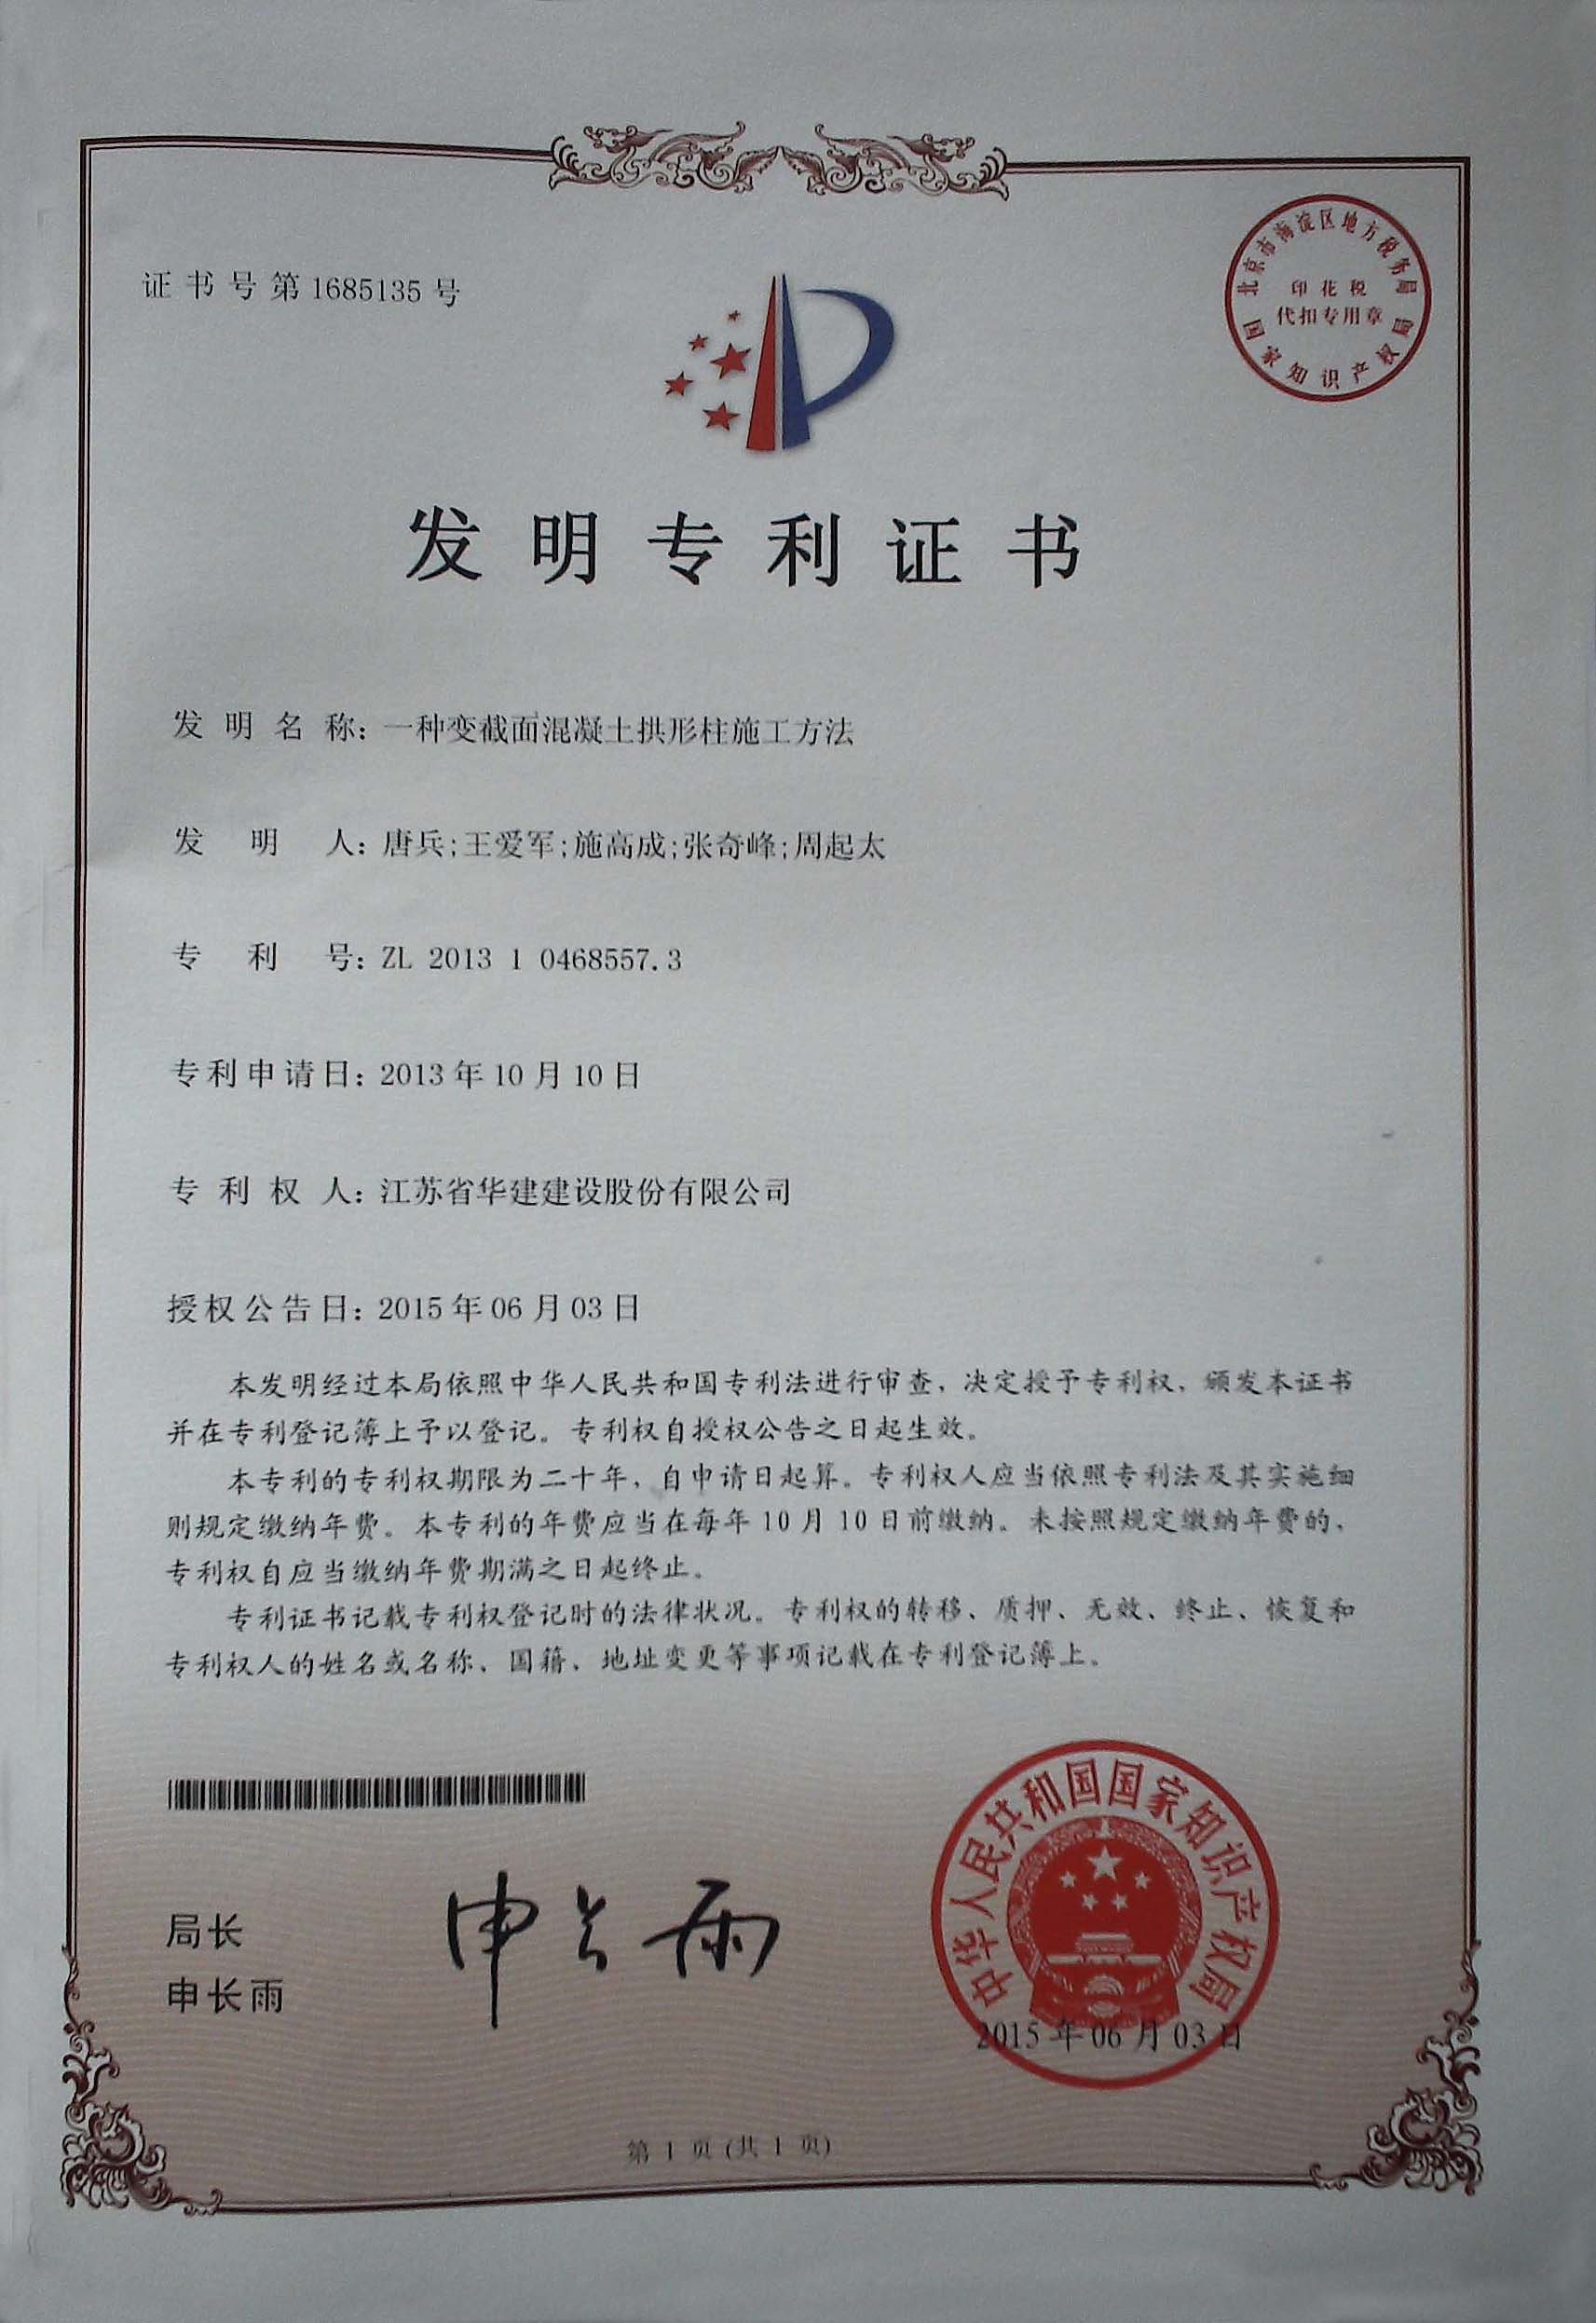 证书号第1685135号
北京市海淀区地方税务局
印花税
代扣专用章
国家知识产权局
发明专利证书
发明名称：一种变截面混凝土拱形柱施工方法
发明人：唐兵;王爱军;施高成;张奇峰;周起太
专利号：ZL 2013 1 0468557.3
专利申请日：2013年10月10日
专利权人：江苏省华建建设股份有限公司
授权公告日：2015年06月03日
本发明经过本局依照中华人民共和国专利法进行审查，决定授予专利权，颁发本证书
并在专利登记簿上予以登记。专利权自授权公告之日起生效。
本专利的专利权期限为二十年，自申请日起算。专利权人应当依照专利法及其实施细
则规定缴纳年费。本专利的年费应当在每年10月10日前缴纳。未按照规定缴纳年费的，
专利权自应当缴纳年费期满之日起终止。
专利证书记载专利权登记时的法律状况。专利权的转移、质押、无效、终止、恢复和
专利权人的姓名或名称、国籍、地址变更等事项记载在专利登记簿上。
局长
申长雨
申长雨
中华人民共和国国家知识产权局
2015年06月03日
第1页(共1页)